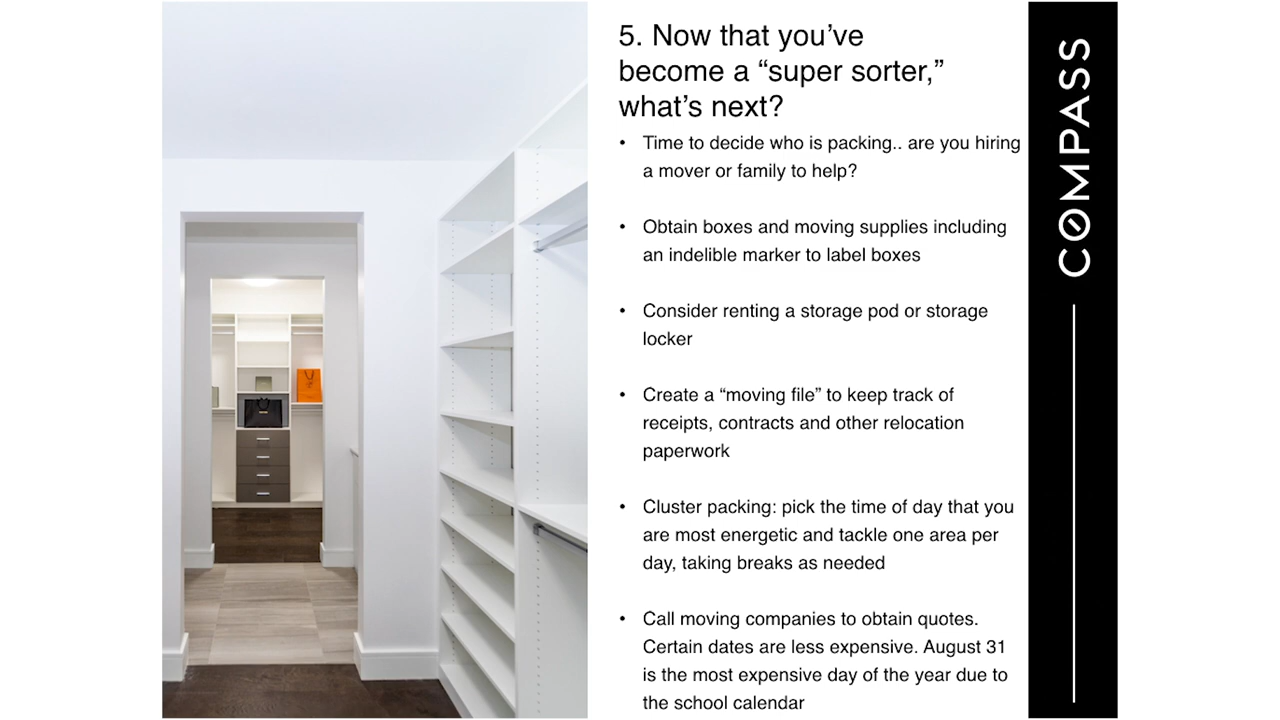 5. Now that you’ve
become a “super sorter,”
what’s next?
• Time to decide who is packing.. are you hiring
a mover or family to help?
• Obtain boxes and moving supplies including
an indelible marker to label boxes
• Consider renting a storage pod or storage
locker
• Create a “moving file” to keep track of
receipts, contracts and other relocation
paperwork
• Cluster packing: pick the time of day that you
are most energetic and tackle one area per
day, taking breaks as needed
• Call moving companies to obtain quotes.
Certain dates are less expensive. August 31
is the most expensive day of the year due to
the school calendar
COMPASS